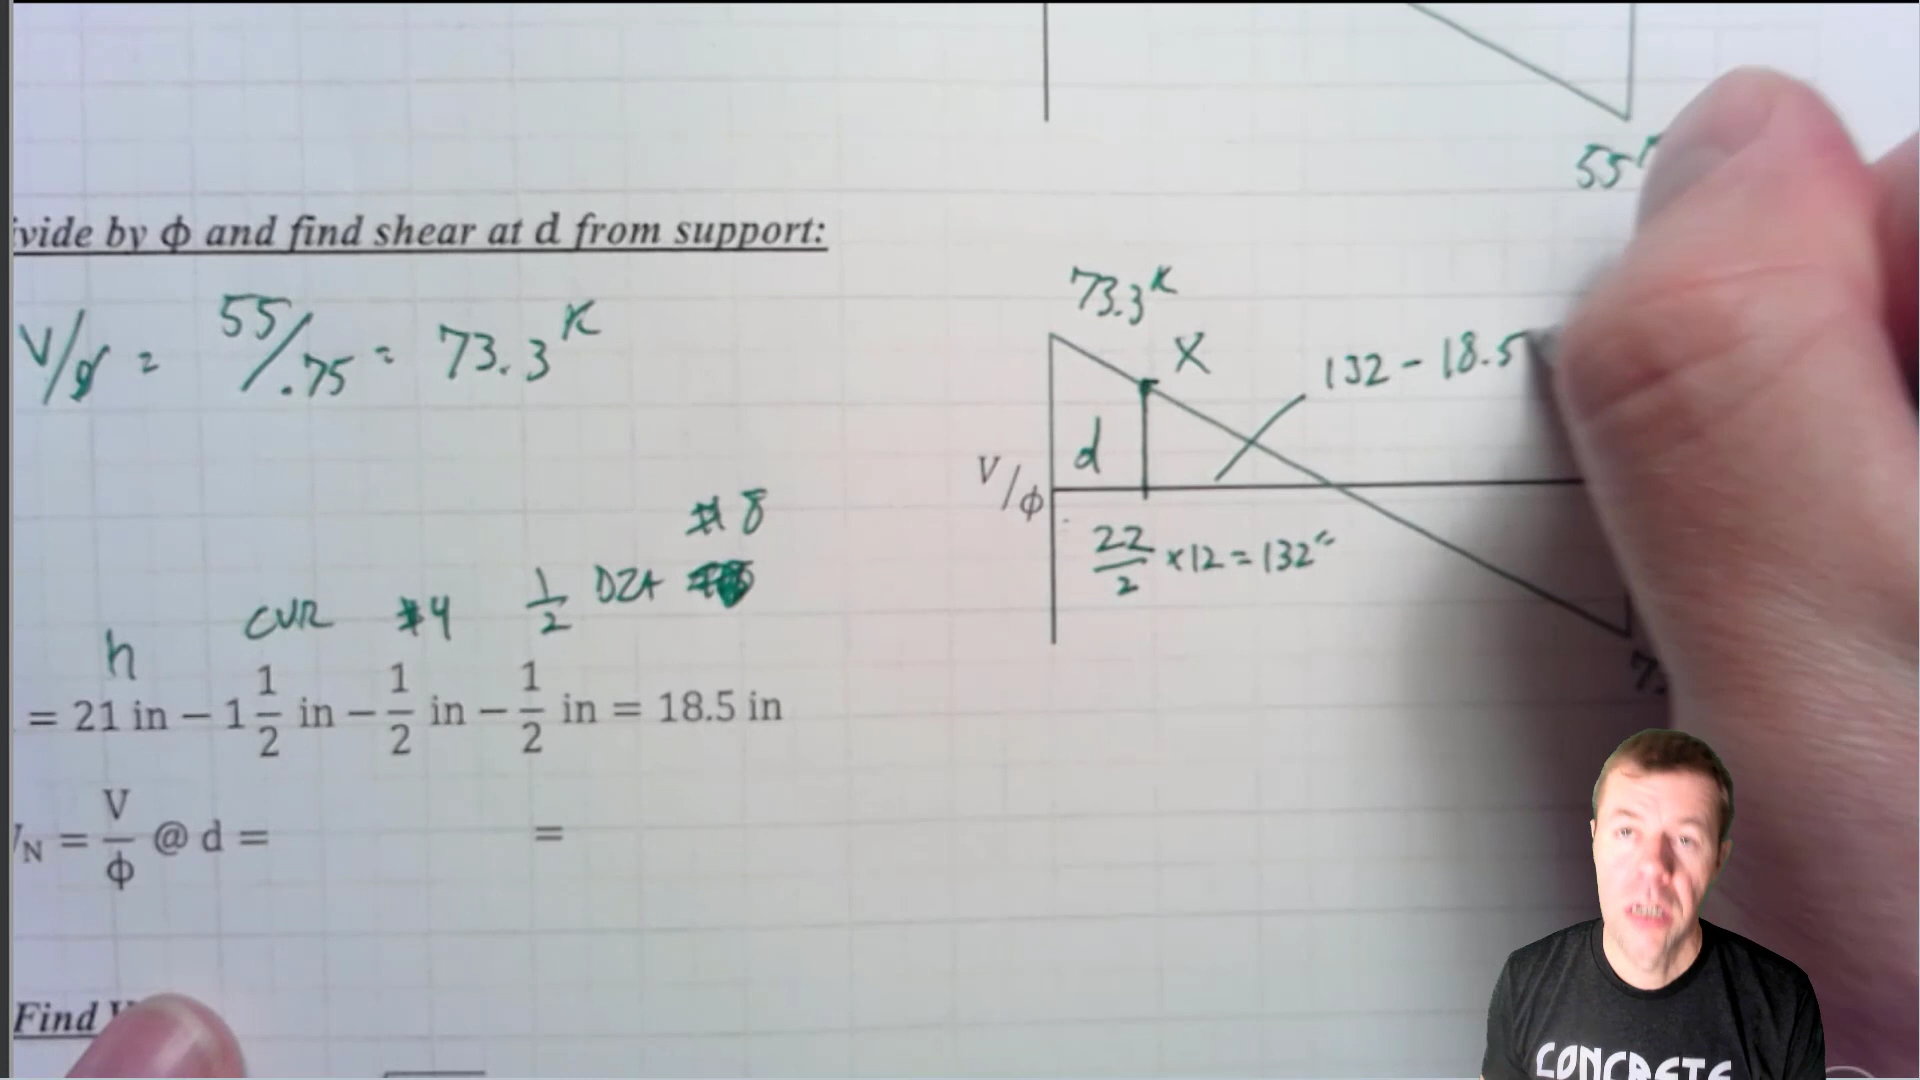 55
ivide by ϕ and find shear at d from support:
V/ϕ = 55/.75 = 73.3ᴷ
73.3ᴷ
X
132 - 18.5
d
V/ϕ
22/2 ×12 = 132"
#8
h CVR #4 1/2 DIA
= 21 in − 1 1/2 in − 1/2 in − 1/2 in = 18.5 in
N = V/ϕ @ d = =
Find
CONCRETE